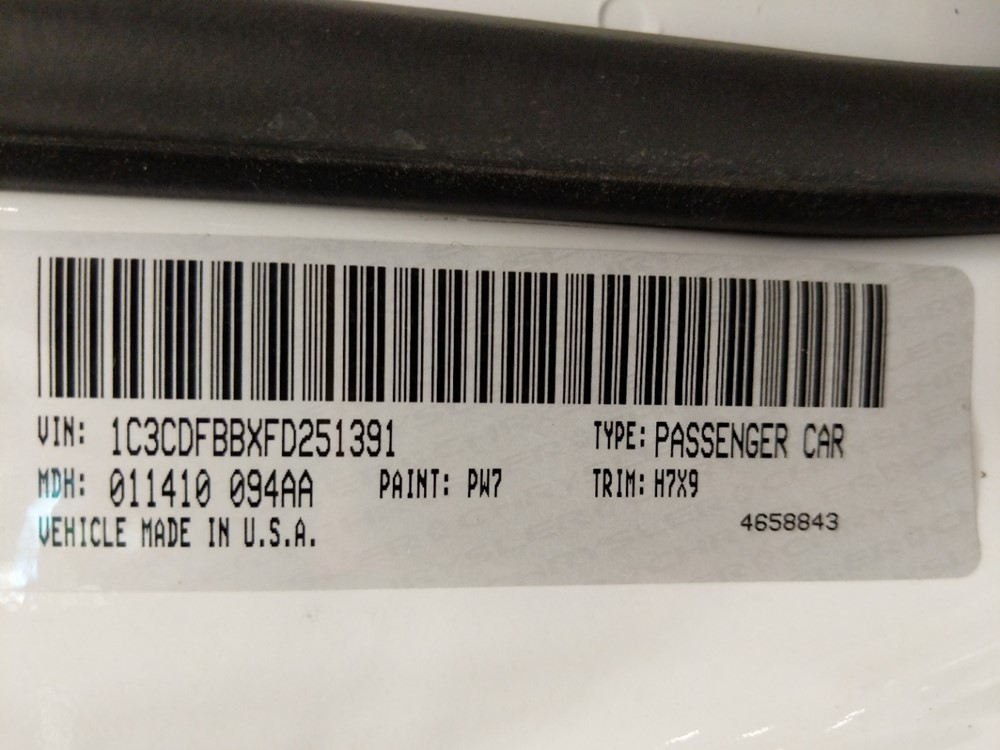 VIN: 1C3CDFBBXFD251391 TYPE: PASSENGER CAR
MDH: 011410 094AA PAINT: PW7 TRIM: H7X9
VEHICLE MADE IN U.S.A. 4658843